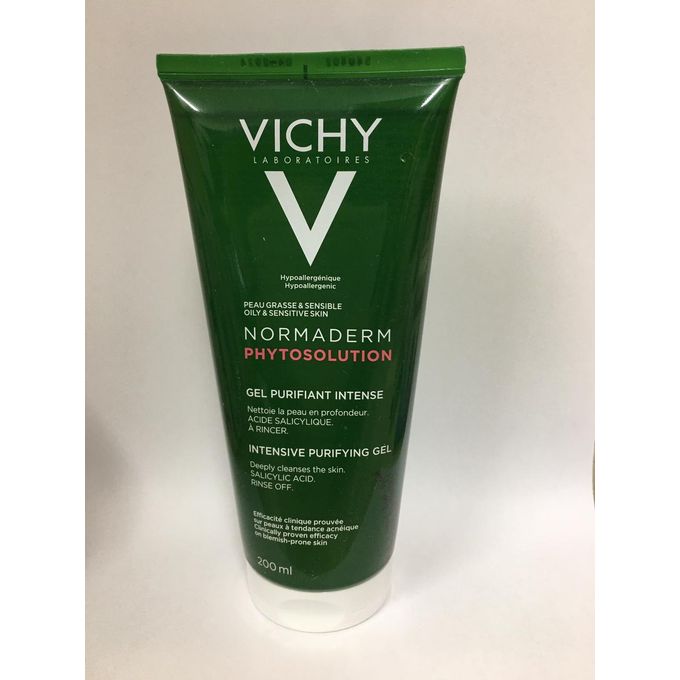 VICHY
LABORATOIRES
V
Hypoallergénique
Hypoallergenic
PEAU GRASSE & SENSIBLE
OILY & SENSITIVE SKIN
NORMADERM
PHYTOSOLUTION
GEL PURIFIANT INTENSE
Nettoie la peau en profondeur.
ACIDE SALICYLIQUE.
À RINCER.
INTENSIVE PURIFYING GEL
Deeply cleanses the skin.
SALICYLIC ACID.
RINSE OFF.
Efficacité clinique prouvée
sur peaux à tendance acnéique
Clinically proven efficacy
on blemish-prone skin
200 ml